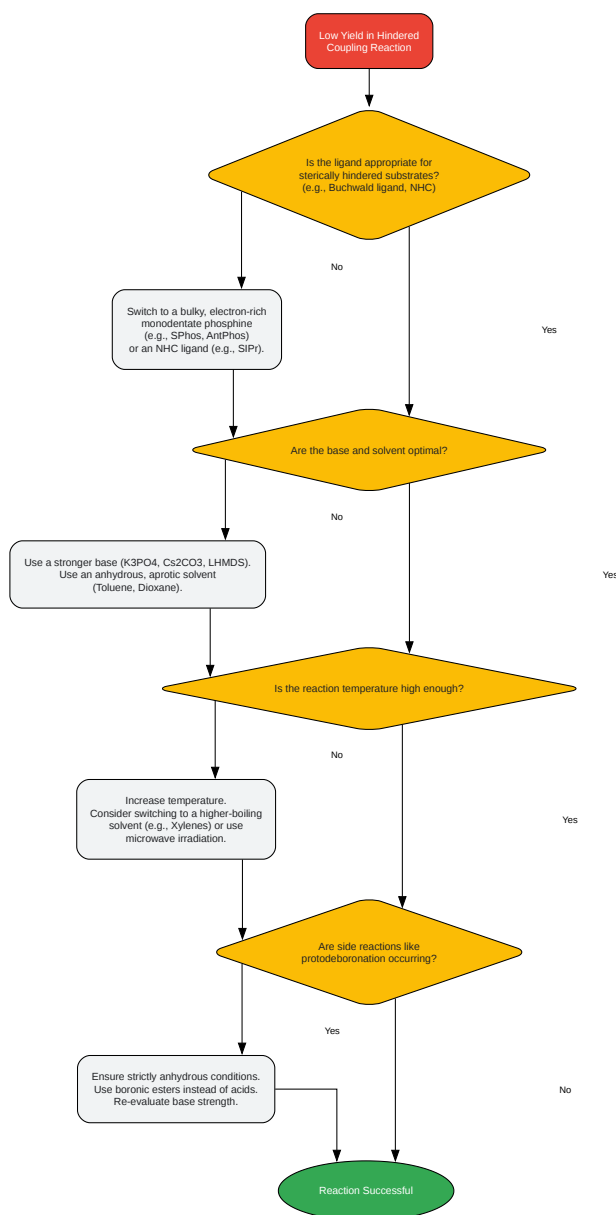 Low Yield in Hindered
Coupling Reaction
Is the ligand appropriate for
sterically hindered substrates?
(e.g., Buchwald ligand, NHC)
No
Switch to a bulky, electron-rich
monodentate phosphine
(e.g., SPhos, AntPhos)
or an NHC ligand (e.g., SIPr).
Yes
Are the base and solvent optimal?
No
Use a stronger base (K3PO4, Cs2CO3, LHMDS).
Use an anhydrous, aprotic solvent
(Toluene, Dioxane).
Yes
Is the reaction temperature high enough?
No
Increase temperature.
Consider switching to a higher-boiling
solvent (e.g., Xylenes) or use
microwave irradiation.
Yes
Are side reactions like
protodeboronation occurring?
Yes
Ensure strictly anhydrous conditions.
Use boronic esters instead of acids.
Re-evaluate base strength.
No
Reaction Successful